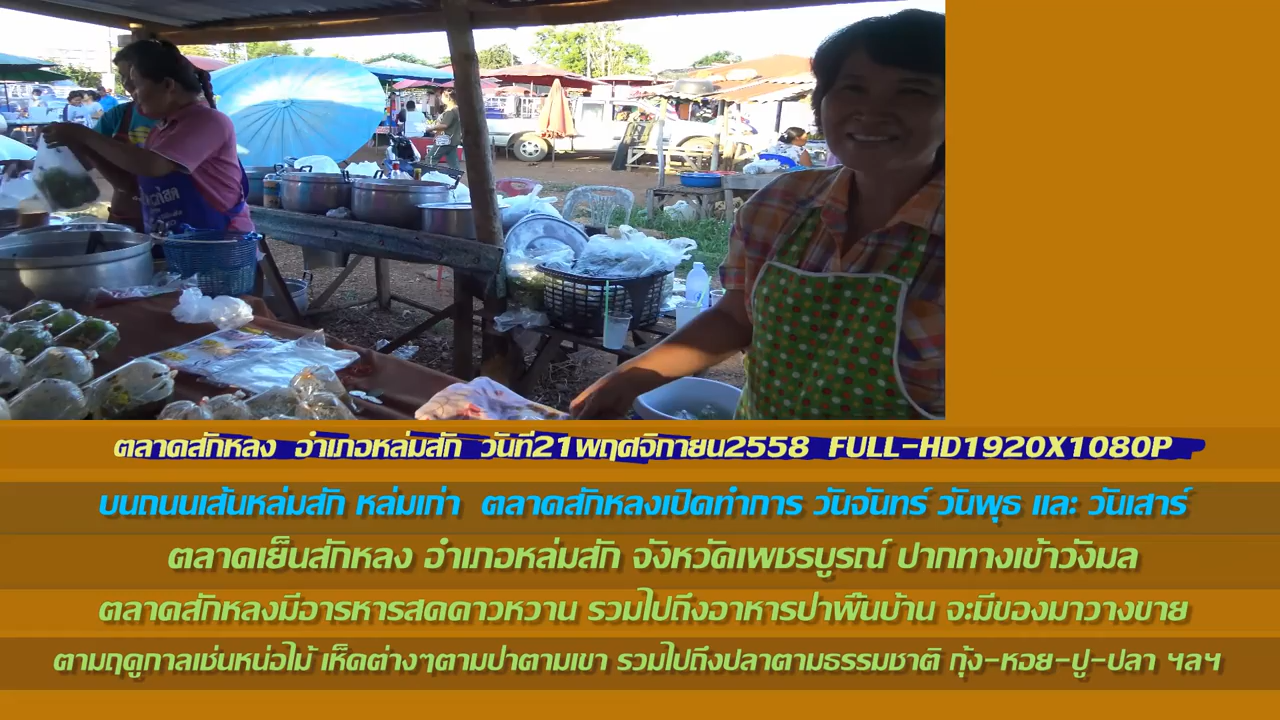 ตลาดสักหลง อำเภอหล่มสัก วันที่21พฤศจิกายน2558 FULL-HD1920X1080P
บนถนนเส้นหล่มสัก หล่มเก่า ตลาดสักหลงเปิดทำการ วันจันทร์ วันพุธ และ วันเสาร์
ตลาดเย็นสักหลง อำเภอหล่มสัก จังหวัดเพชรบูรณ์ ปากทางเข้าวังมล
ตลาดสักหลงมีอารหารสดคาวหวาน รวมไปถึงอาหารป่าพื้นบ้าน จะมีของมาวางขาย
ตามฤดูกาลเช่นหน่อไม้ เห็ดต่างๆตามป่าตามเขา รวมไปถึงปลาตามธรรมชาติ กุ้ง-หอย-ปู-ปลา ฯลฯ